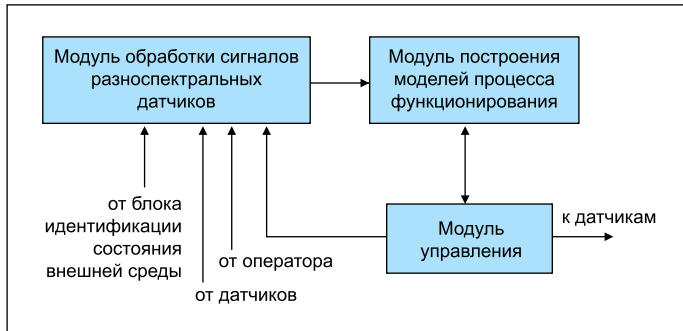 Модуль обработки сигналов
разноспектральных
датчиков
Модуль построения
моделей процесса
функционирования
от блока
идентификации
состояния
внешней среды
от датчиков
от оператора
Модуль
управления
к датчикам